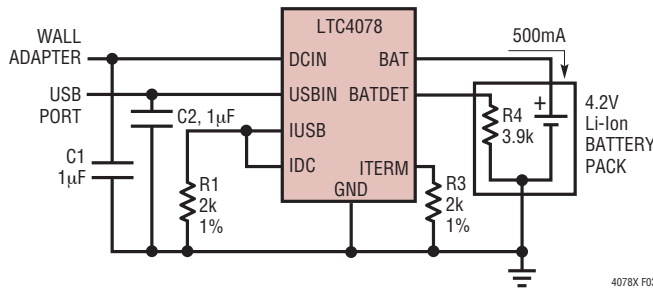 LTC4078
500mA
WALL
ADAPTER
DCIN
BAT
USB
PORT
USBIN
BATDET
C2, 1μF
IUSB
IDC
ITERM
GND
C1
1μF
R1
2k
1%
R3
2k
1%
R4
3.9k
+
4.2V
Li-Ion
BATTERY
PACK
4078X F03